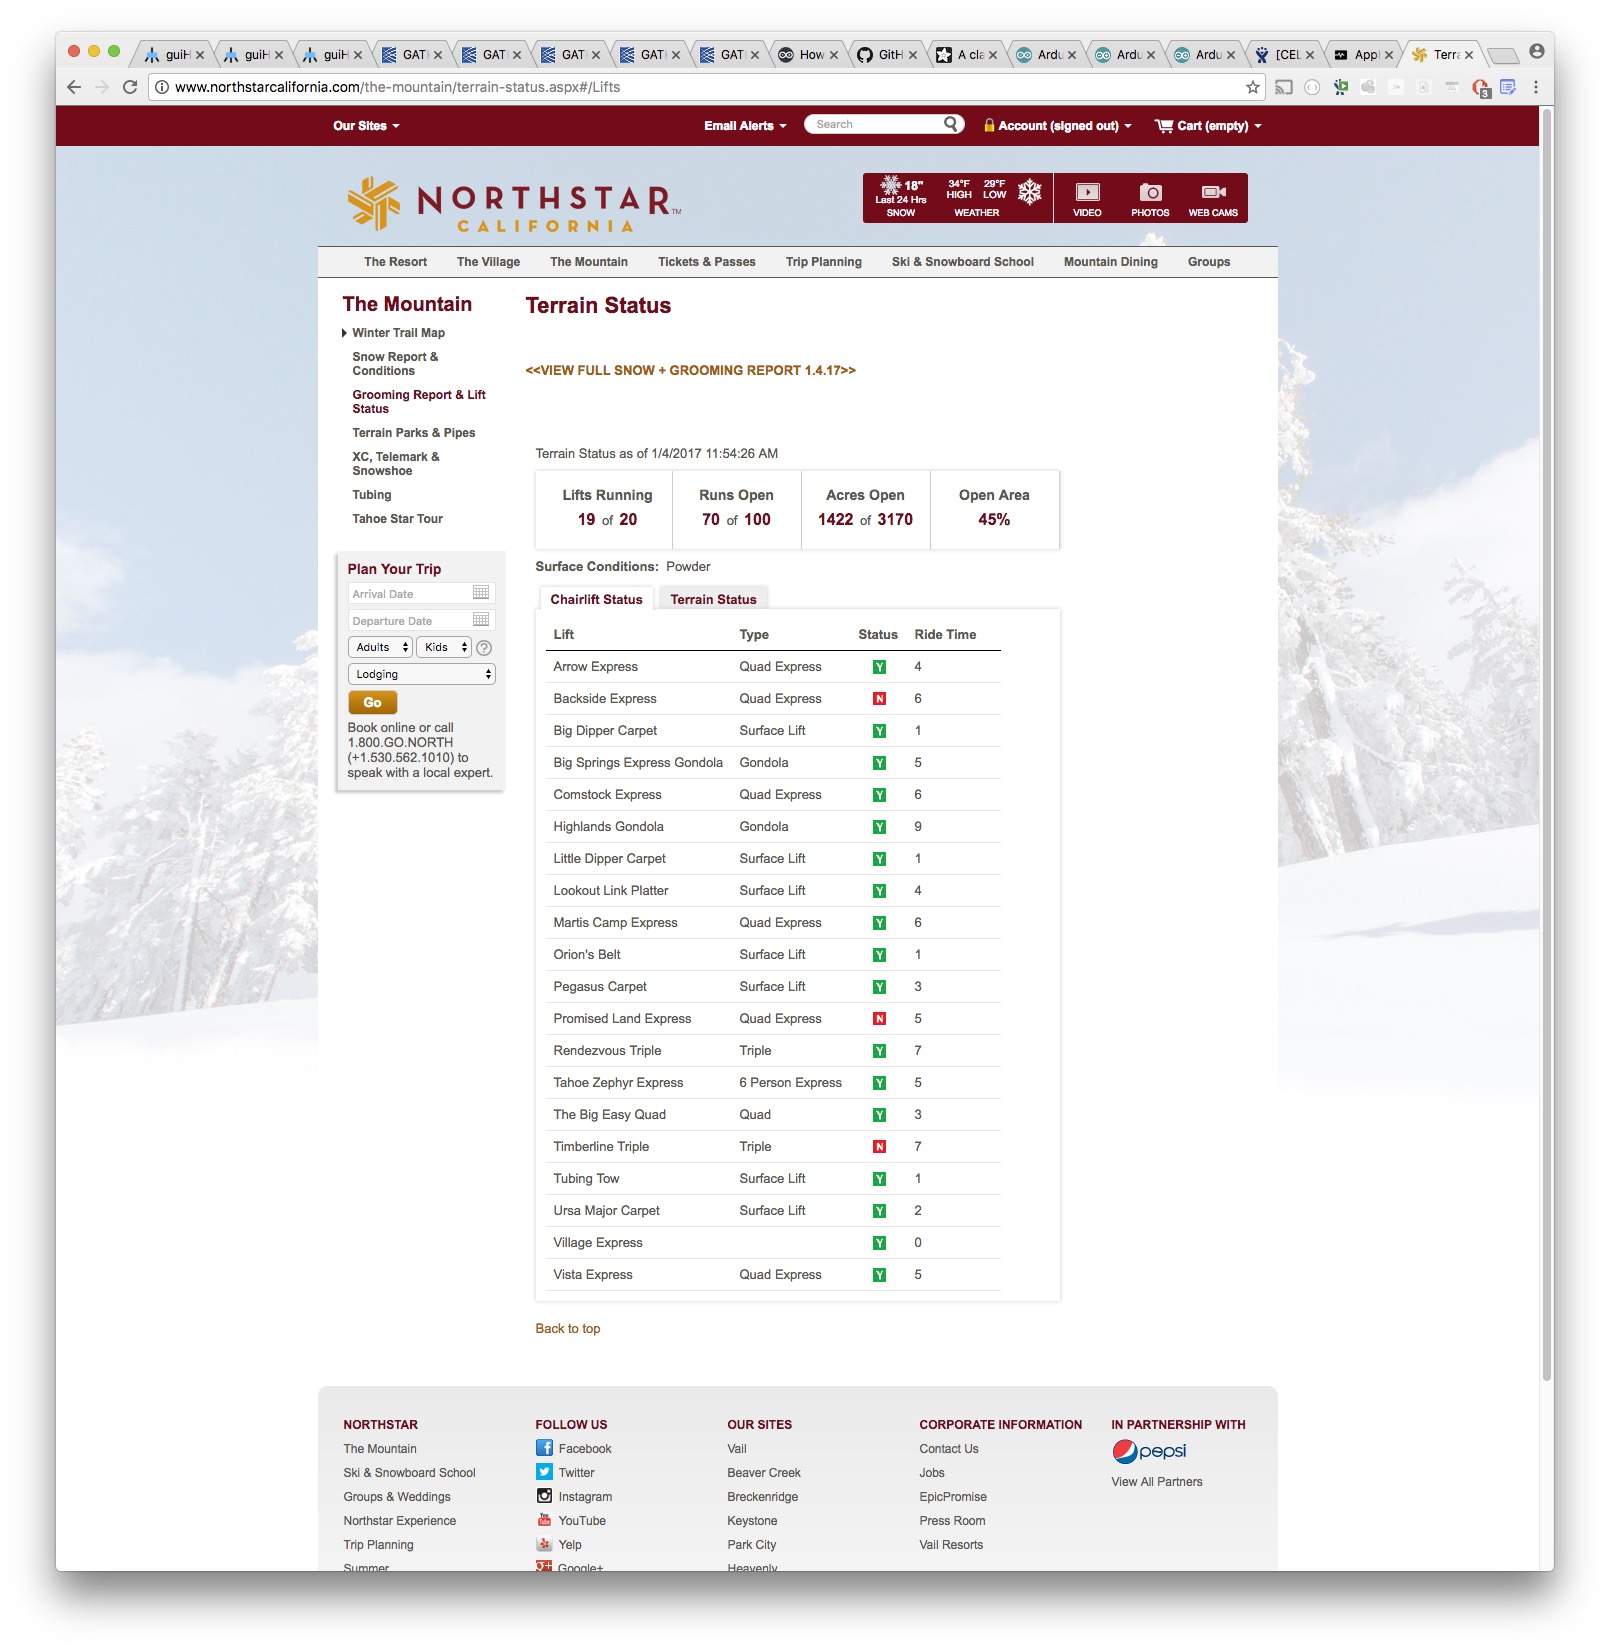 guiH
guiH
guiH
GATH
GATH
GATH
GATH
GATH
How
GitH
A cla
Ardu
Ardu
Ardu
[CEL
Appl
Terra
www.northstarcalifornia.com/the-mountain/terrain-status.aspx#/Lifts
3
Our Sites
Email Alerts
Search
Account (signed out)
Cart (empty)
NORTHSTAR™
CALIFORNIA
18"
Last 24 Hrs
SNOW
34°F 29°F
HIGH LOW
WEATHER
VIDEO
PHOTOS
WEB CAMS
The Resort The Village The Mountain Tickets & Passes Trip Planning Ski & Snowboard School Mountain Dining Groups
The Mountain
Winter Trail Map
Snow Report &
Conditions
Grooming Report & Lift
Status
Terrain Parks & Pipes
XC, Telemark &
Snowshoe
Tubing
Tahoe Star Tour
Plan Your Trip
Arrival Date
Departure Date
Adults Kids ?
Lodging
Go
Book online or call
1.800.GO.NORTH
(+1.530.562.1010) to
speak with a local expert.
Terrain Status
<<VIEW FULL SNOW + GROOMING REPORT 1.4.17>>
Terrain Status as of 1/4/2017 11:54:26 AM
Lifts Running Runs Open Acres Open Open Area
19 of 20 70 of 100 1422 of 3170 45%
Surface Conditions: Powder
Chairlift Status Terrain Status
Lift Type Status Ride Time
Arrow Express Quad Express Y 4
Backside Express Quad Express N 6
Big Dipper Carpet Surface Lift Y 1
Big Springs Express Gondola Gondola Y 5
Comstock Express Quad Express Y 6
Highlands Gondola Gondola Y 9
Little Dipper Carpet Surface Lift Y 1
Lookout Link Platter Surface Lift Y 4
Martis Camp Express Quad Express Y 6
Orion's Belt Surface Lift Y 1
Pegasus Carpet Surface Lift Y 3
Promised Land Express Quad Express N 5
Rendezvous Triple Triple Y 7
Tahoe Zephyr Express 6 Person Express Y 5
The Big Easy Quad Quad Y 3
Timberline Triple Triple N 7
Tubing Tow Surface Lift Y 1
Ursa Major Carpet Surface Lift Y 2
Village Express Y 0
Vista Express Quad Express Y 5
Back to top
NORTHSTAR
The Mountain
Ski & Snowboard School
Groups & Weddings
Northstar Experience
Trip Planning
Summer
FOLLOW US
Facebook
Twitter
Instagram
YouTube
Yelp
Google+
OUR SITES
Vail
Beaver Creek
Breckenridge
Keystone
Park City
Heavenly
CORPORATE INFORMATION
Contact Us
Jobs
EpicPromise
Press Room
Vail Resorts
IN PARTNERSHIP WITH
pepsi
View All Partners